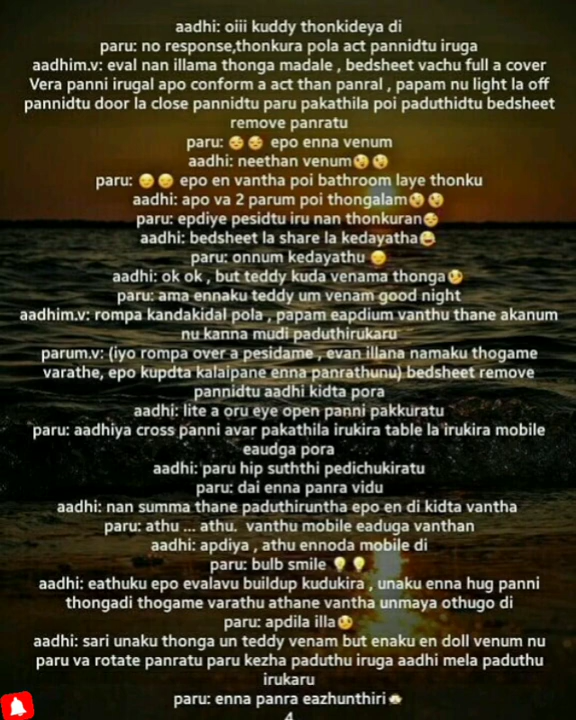 aadhi: oiii kuddy thonkideya di
paru: no response,thonkura pola act pannidtu iruga
aadhim.v: eval nan illama thonga madale , bedsheet vachu full a cover
Vera panni irugal apo conform a act than panral , papam nu light la off
pannidtu door la close pannidtu paru pakathila poi paduthidtu bedsheet
remove panratu
paru: 😴😴 epo enna venum
aadhi: neethan venum😘😘
paru: 😑😑 epo en vantha poi bathroom laye thonku
aadhi: apo va 2 parum poi thongalam😘😘
paru: epdiye pesidtu iru nan thonkuran😴
aadhi: bedsheet la share la kedayatha😅
paru: onnum kedayathu 😑
aadhi: ok ok , but teddy kuda venama thonga😘
paru: ama ennaku teddy um venam good night
aadhim.v: rompa kandakidal pola , papam eapdium vanthu thane akanum
nu kanna mudi paduthirukaru
parum.v: (iyo rompa over a pesidame , evan illana namaku thogame
varathe, epo kupdta kalaipane enna panrathunu) bedsheet remove
pannidtu aadhi kidta pora
aadhi: lite a oru eye open panni pakkuratu
paru: aadhiya cross panni avar pakathila irukira table la irukira mobile
eaudga pora
aadhi: paru hip suththi pedichukiratu
paru: dai enna panra vidu
aadhi: nan summa thane paduthiruntha epo en di kidta vantha
paru: athu ... athu. vanthu mobile eaduga vanthan
aadhi: apdiya , athu ennoda mobile di
paru: bulb smile 💡💡
aadhi: eathuku epo evalavu buildup kudukira , unaku enna hug panni
thongadi thogame varathu athane vantha unmaya othugo di
paru: apdila illa😘
aadhi: sari unaku thonga un teddy venam but enaku en doll venum nu
paru va rotate panratu paru kezha paduthu iruga aadhi mela paduthu
irukaru
paru: enna panra eazhunthiri🙈
4